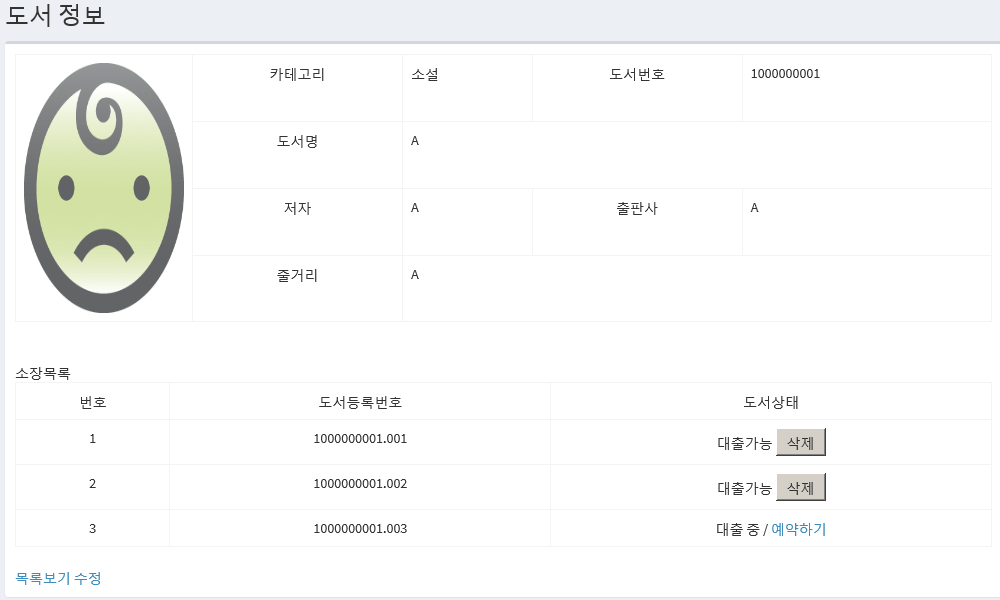 도서 정보
카테고리 소설 도서번호 1000000001
도서명 A
저자 A 출판사 A
줄거리 A
소장목록
번호 도서등록번호 도서상태
1 1000000001.001 대출가능 삭제
2 1000000001.002 대출가능 삭제
3 1000000001.003 대출 중 / 예약하기
목록보기 수정